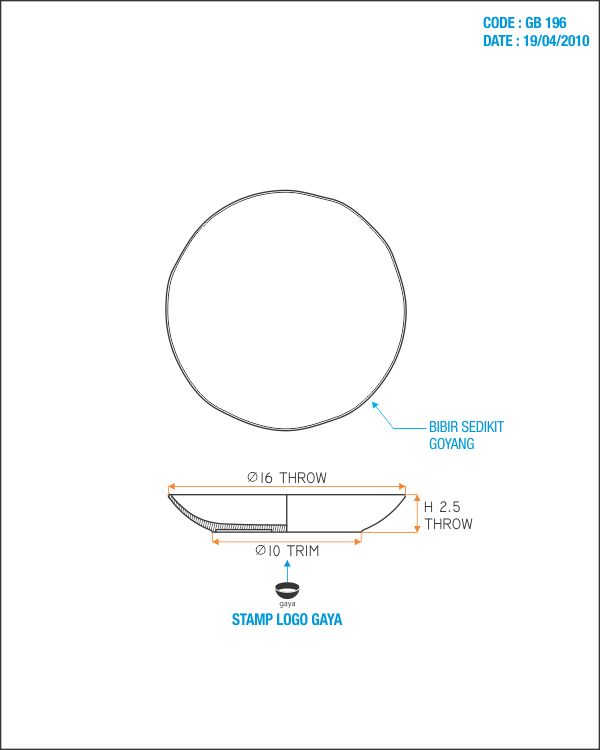 CODE : GB 196
DATE : 19/04/2010
BIBIR SEDIKIT
GOYANG
Ø16 THROW
H 2.5
THROW
Ø10 TRIM
gaya
STAMP LOGO GAYA